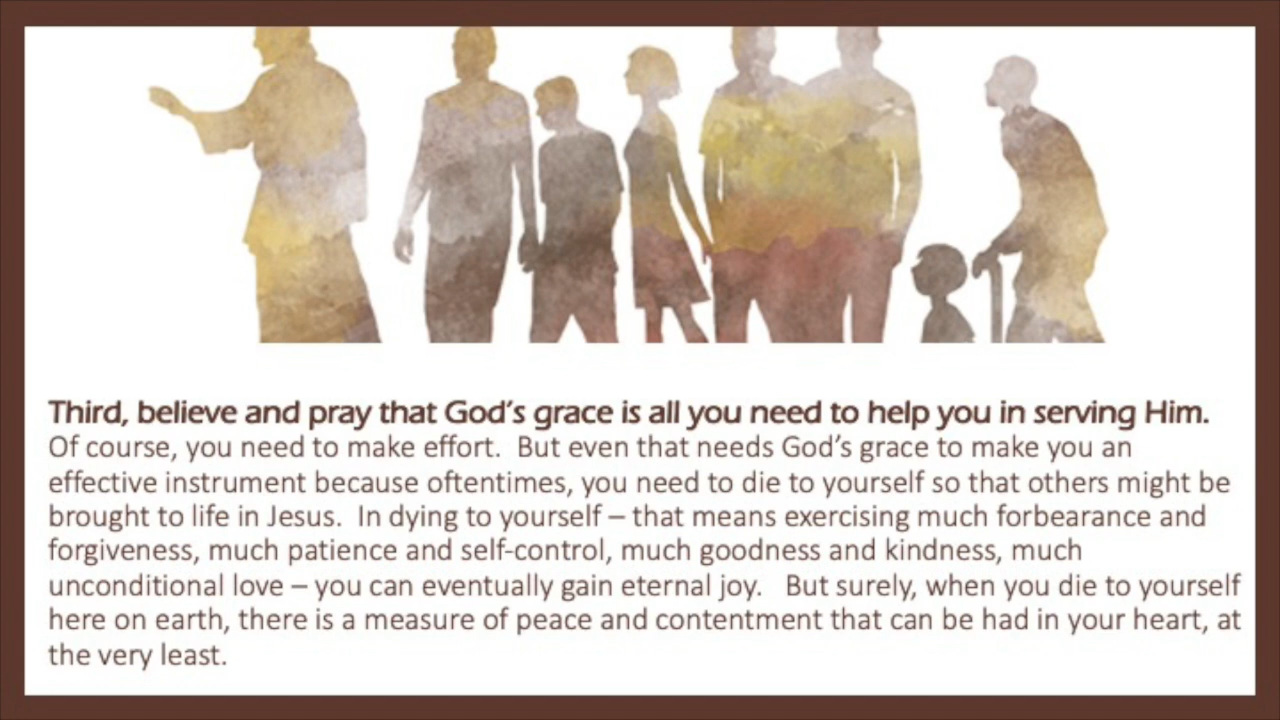 Third, believe and pray that God's grace is all you need to help you in serving Him.
Of course, you need to make effort.  But even that needs God's grace to make you an
effective instrument because oftentimes, you need to die to yourself so that others might be
brought to life in Jesus.  In dying to yourself – that means exercising much forbearance and
forgiveness, much patience and self-control, much goodness and kindness, much
unconditional love – you can eventually gain eternal joy.   But surely, when you die to yourself
here on earth, there is a measure of peace and contentment that can be had in your heart, at
the very least.